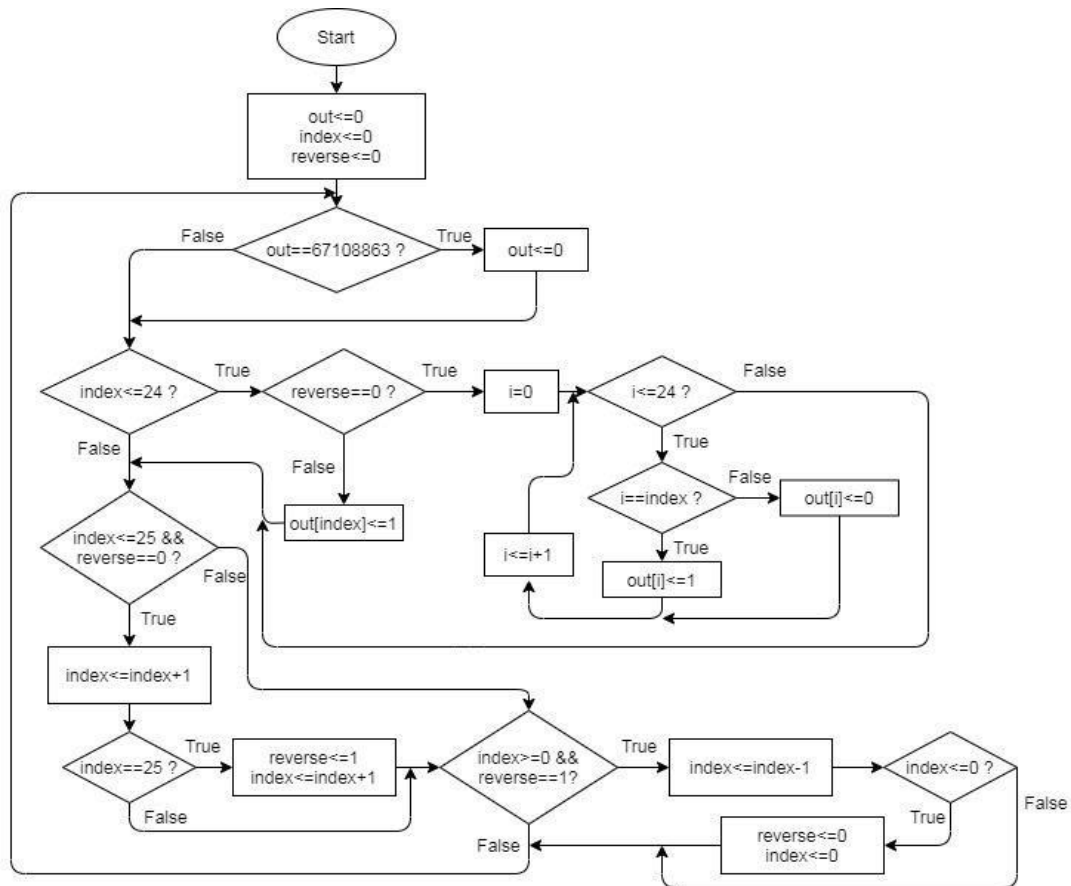 Start
out<=0
index<=0
reverse<=0
False
out==67108863 ?
True
out<=0
index<=24 ?
True
reverse==0 ?
True
i=0
i<=24 ?
False
False
False
True
index<=25 &&
reverse==0 ?
False
out[index]<=1
i<=i+1
i==index ?
False
out[i]<=0
True
out[i]<=1
True
index<=index+1
index==25 ?
True
reverse<=1
index<=index+1
False
index>=0 &&
reverse==1?
True
index<=index-1
index<=0 ?
False
True
reverse<=0
index<=0
False